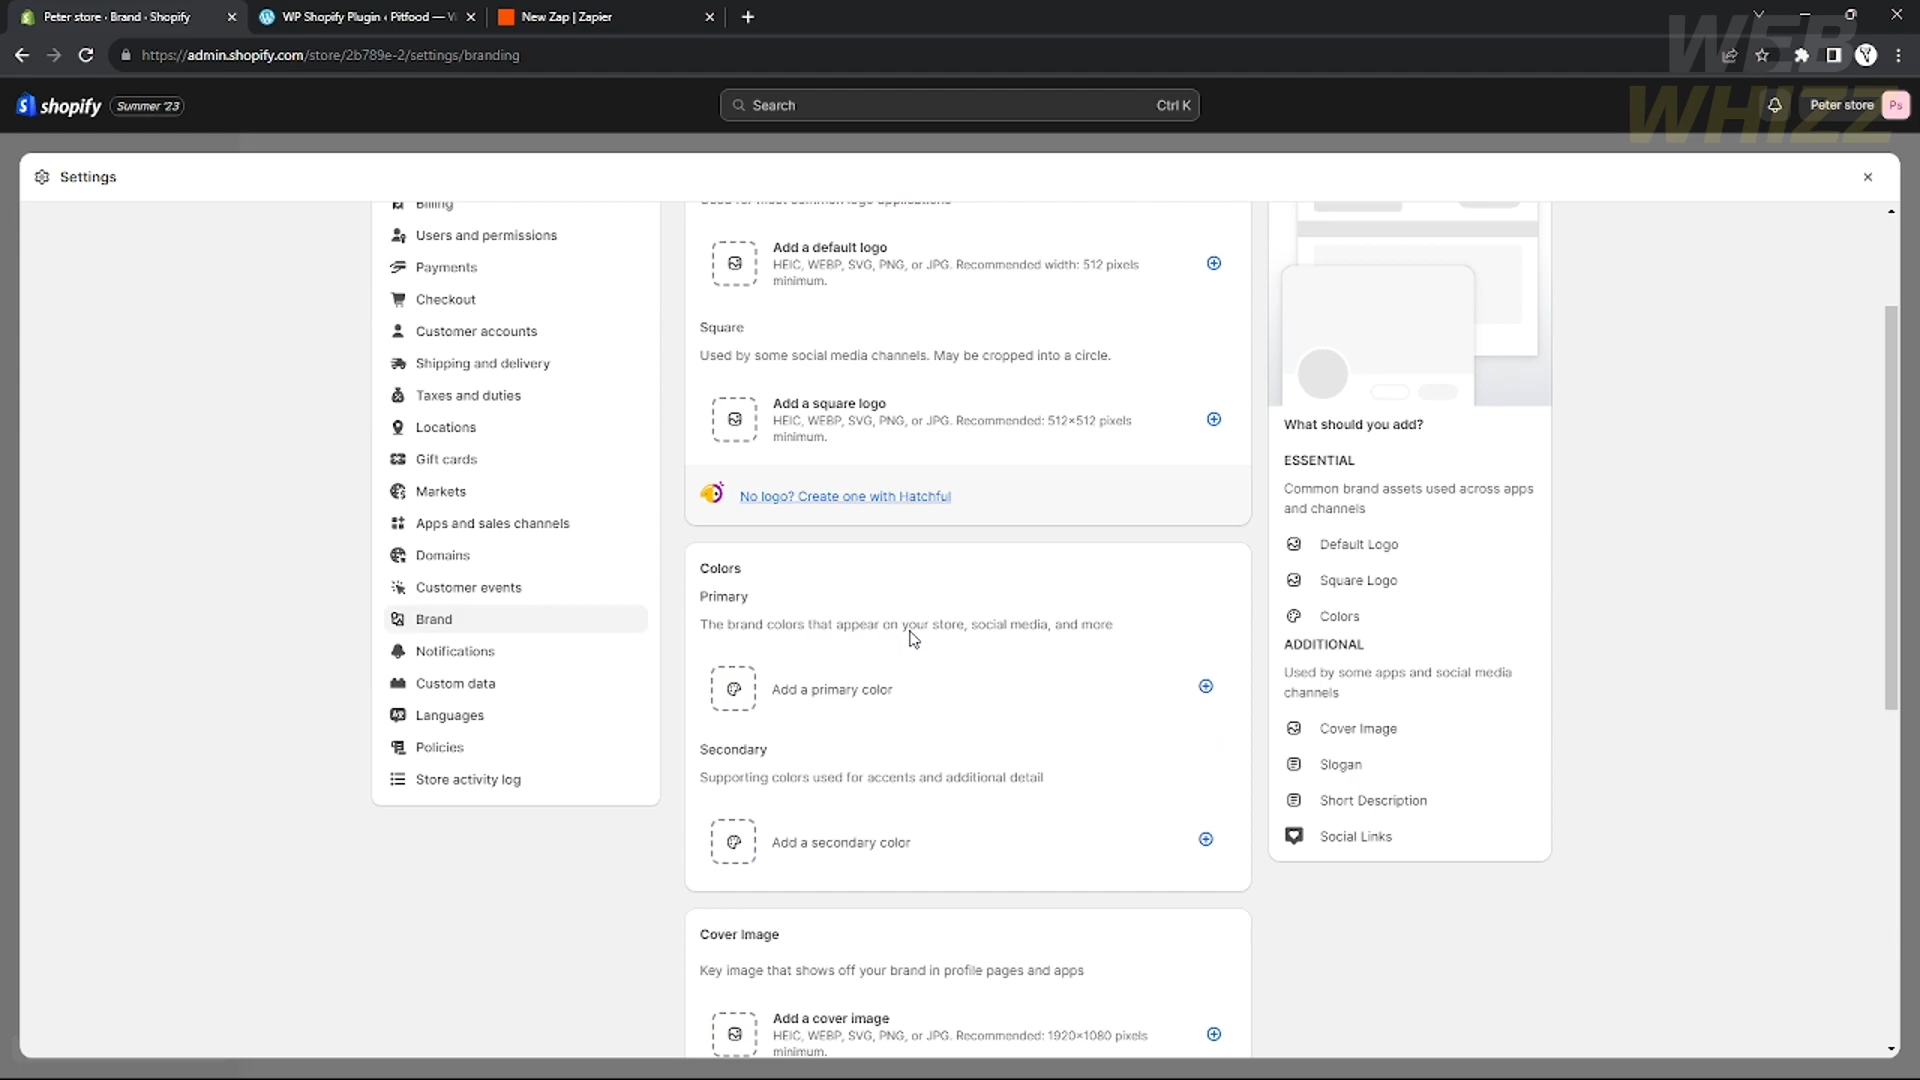 Peter store · Brand · Shopify
WP Shopify Plugin ‹ Pitfood — W
New Zap | Zapier
https://admin.shopify.com/store/2b789e-2/settings/branding
WEB
WHIZZ
shopify
Summer '23
Search
Ctrl K
Peter store
Ps
Settings
Billing
Users and permissions
Payments
Checkout
Customer accounts
Shipping and delivery
Taxes and duties
Locations
Gift cards
Markets
Apps and sales channels
Domains
Customer events
Brand
Notifications
Custom data
Languages
Policies
Store activity log
Used for most common logo applications
Add a default logo
HEIC, WEBP, SVG, PNG, or JPG. Recommended width: 512 pixels
minimum.
Square
Used by some social media channels. May be cropped into a circle.
Add a square logo
HEIC, WEBP, SVG, PNG, or JPG. Recommended: 512×512 pixels
minimum.
No logo? Create one with Hatchful
Colors
Primary
The brand colors that appear on your store, social media, and more
Add a primary color
Secondary
Supporting colors used for accents and additional detail
Add a secondary color
Cover Image
Key image that shows off your brand in profile pages and apps
Add a cover image
HEIC, WEBP, SVG, PNG, or JPG. Recommended: 1920×1080 pixels
minimum.
What should you add?
ESSENTIAL
Common brand assets used across apps
and channels
Default Logo
Square Logo
Colors
ADDITIONAL
Used by some apps and social media
channels
Cover Image
Slogan
Short Description
Social Links